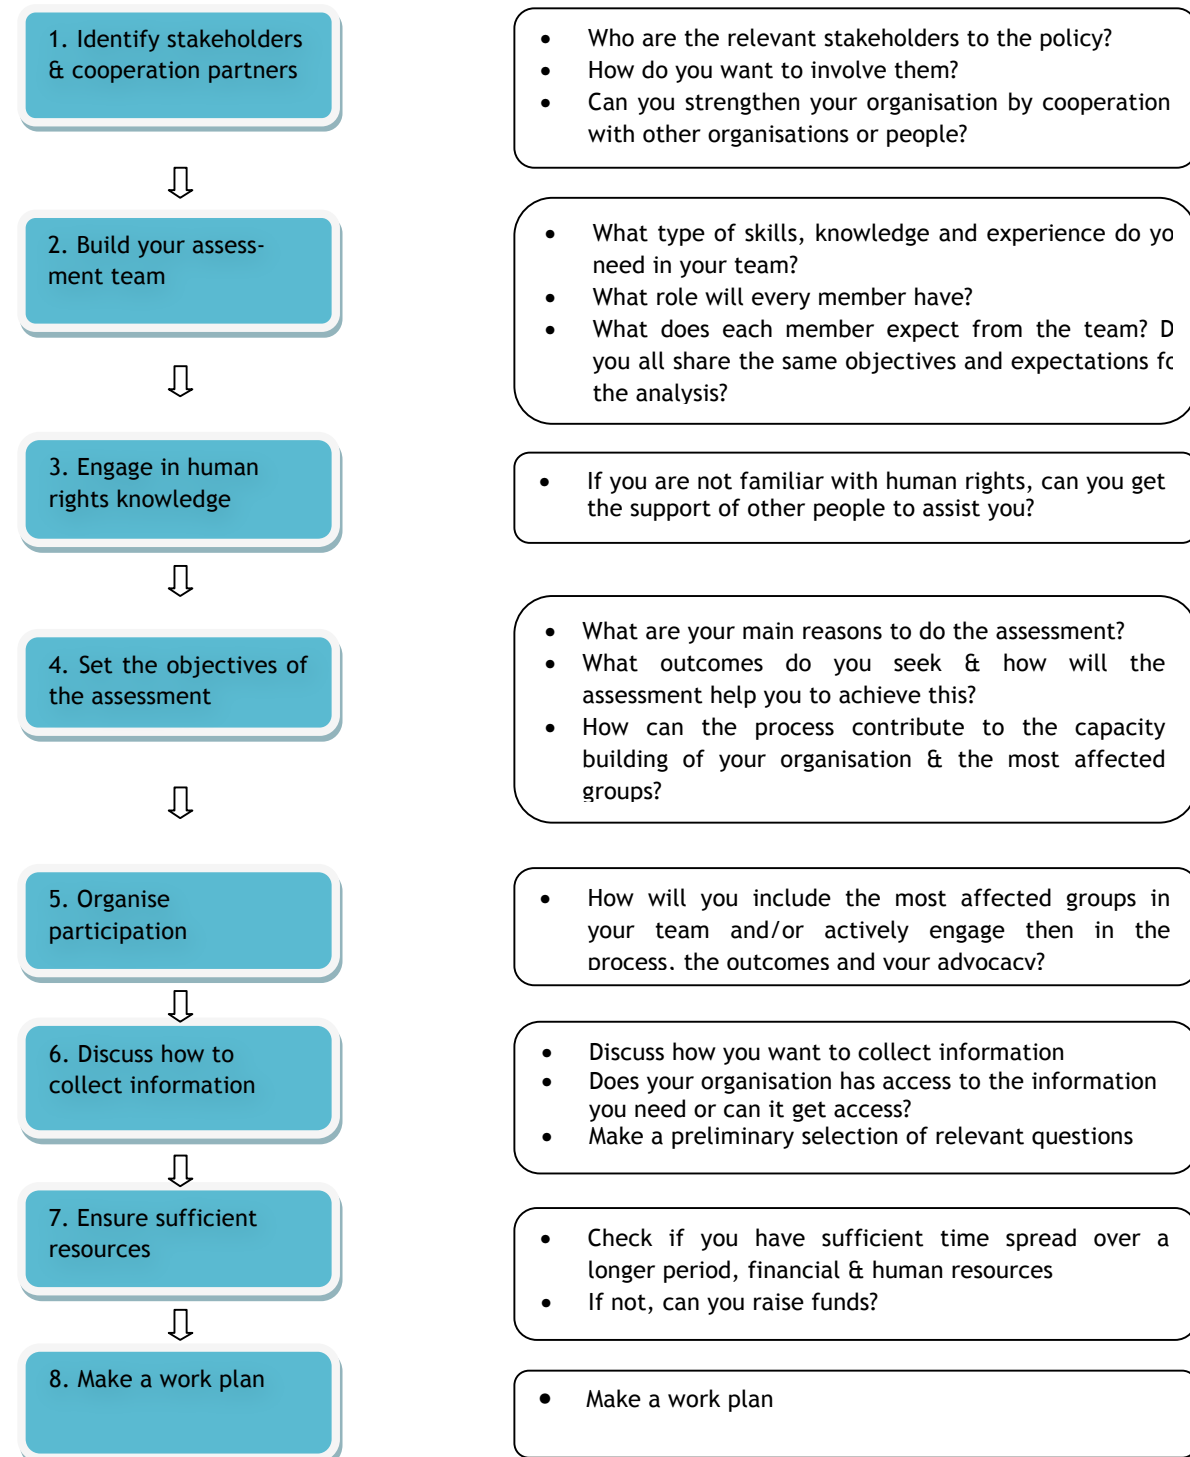 1. Identify stakeholders
& cooperation partners
• Who are the relevant stakeholders to the policy?
• How do you want to involve them?
• Can you strengthen your organisation by cooperation
with other organisations or people?
2. Build your assess-
ment team
• What type of skills, knowledge and experience do yo
need in your team?
• What role will every member have?
• What does each member expect from the team? D
you all share the same objectives and expectations fo
the analysis?
3. Engage in human
rights knowledge
• If you are not familiar with human rights, can you get
the support of other people to assist you?
4. Set the objectives of
the assessment
• What are your main reasons to do the assessment?
• What outcomes do you seek & how will the
assessment help you to achieve this?
• How can the process contribute to the capacity
building of your organisation & the most affected
groups?
5. Organise
participation
• How will you include the most affected groups in
your team and/or actively engage then in the
process, the outcomes and your advocacy?
6. Discuss how to
collect information
• Discuss how you want to collect information
• Does your organisation has access to the information
you need or can it get access?
• Make a preliminary selection of relevant questions
7. Ensure sufficient
resources
• Check if you have sufficient time spread over a
longer period, financial & human resources
• If not, can you raise funds?
8. Make a work plan
• Make a work plan